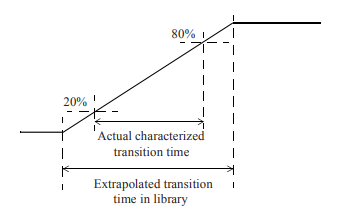 80%
20%
Actual characterized
transition time
Extrapolated transition
time in library